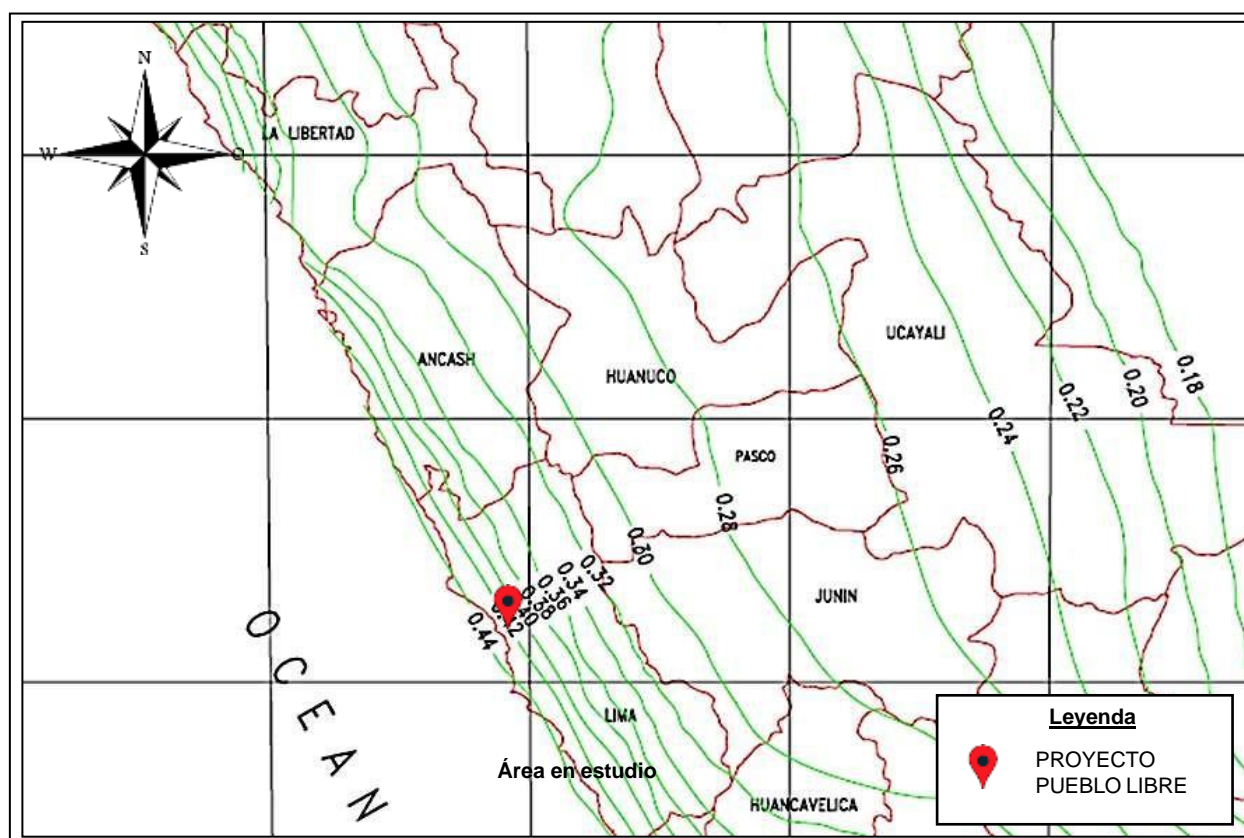 N
LA LIBERTAD
W
O
S
ANCASH
HUANUCO
UCAYALI
0.18
0.20
0.22
0.24
PASCO
0.26
0.28
0.30
0.32
0.34
0.36
0.38
0.40
0.42
0.44
JUNIN
OCEAN
LIMA
Área en estudio
HUANCAVELICA
Leyenda
PROYECTO
PUEBLO LIBRE